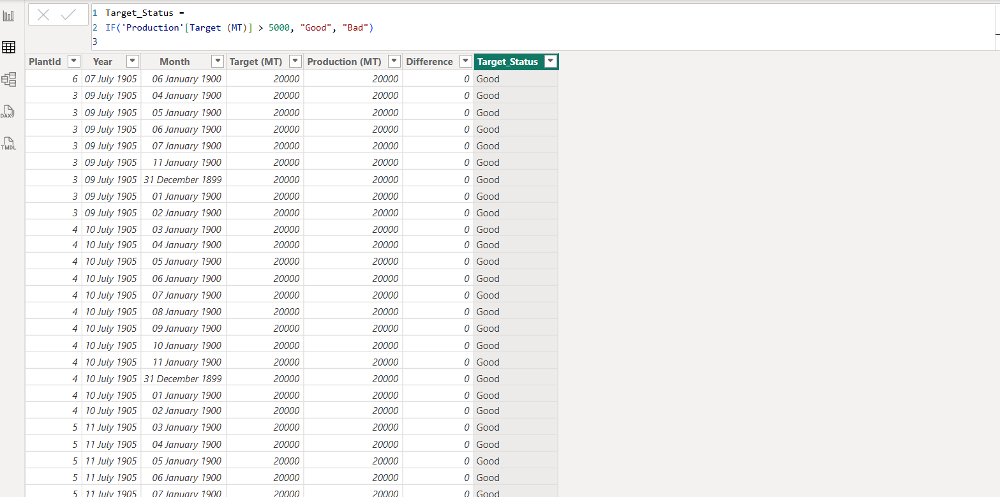 1 Target_Status =
2 IF('Production'[Target (MT)] > 5000, "Good", "Bad")
3
DAX
TMDL
PlantId Year Month Target (MT) Production (MT) Difference Target_Status
6 07 July 1905 06 January 1900 20000 20000 0 Good
3 09 July 1905 04 January 1900 20000 20000 0 Good
3 09 July 1905 05 January 1900 20000 20000 0 Good
3 09 July 1905 06 January 1900 20000 20000 0 Good
3 09 July 1905 07 January 1900 20000 20000 0 Good
3 09 July 1905 11 January 1900 20000 20000 0 Good
3 09 July 1905 31 December 1899 20000 20000 0 Good
3 09 July 1905 01 January 1900 20000 20000 0 Good
3 09 July 1905 02 January 1900 20000 20000 0 Good
4 10 July 1905 03 January 1900 20000 20000 0 Good
4 10 July 1905 04 January 1900 20000 20000 0 Good
4 10 July 1905 05 January 1900 20000 20000 0 Good
4 10 July 1905 06 January 1900 20000 20000 0 Good
4 10 July 1905 07 January 1900 20000 20000 0 Good
4 10 July 1905 08 January 1900 20000 20000 0 Good
4 10 July 1905 09 January 1900 20000 20000 0 Good
4 10 July 1905 10 January 1900 20000 20000 0 Good
4 10 July 1905 11 January 1900 20000 20000 0 Good
4 10 July 1905 31 December 1899 20000 20000 0 Good
4 10 July 1905 01 January 1900 20000 20000 0 Good
4 10 July 1905 02 January 1900 20000 20000 0 Good
5 11 July 1905 03 January 1900 20000 20000 0 Good
5 11 July 1905 04 January 1900 20000 20000 0 Good
5 11 July 1905 05 January 1900 20000 20000 0 Good
5 11 July 1905 06 January 1900 20000 20000 0 Good
5 11 July 1905 07 January 1900 20000 20000 0 Good